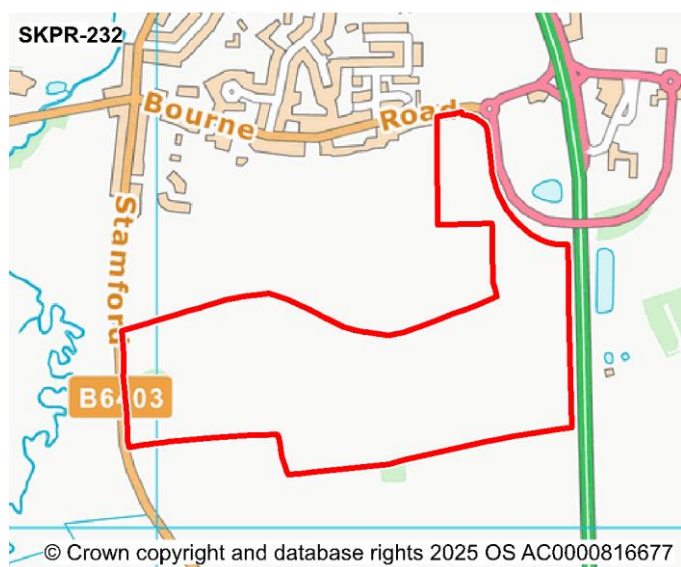 SKPR-232
Bourne Road
Stamford
B6403
© Crown copyright and database rights 2025 OS AC0000816677